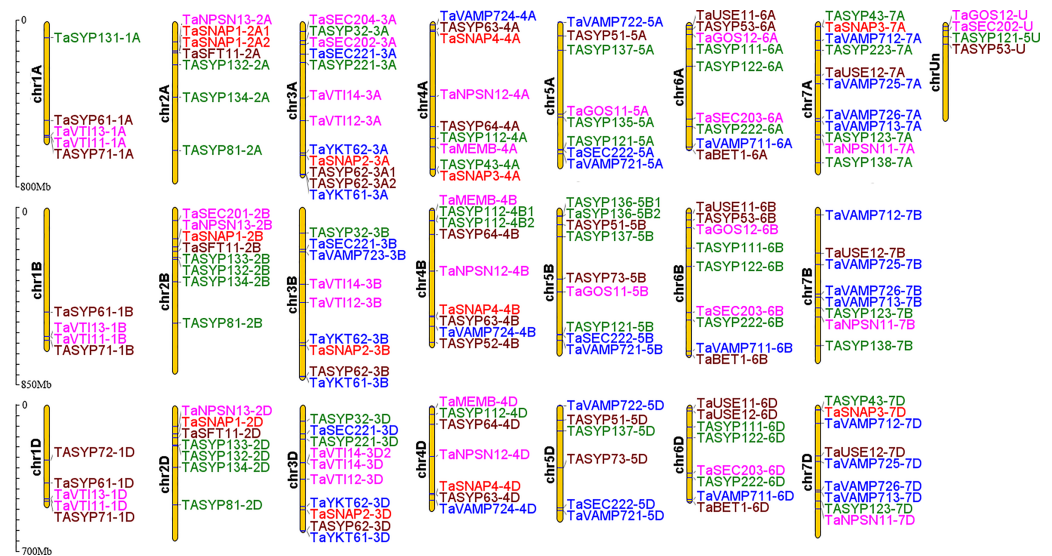 0
800Mb
chr1A
TaSYP131-1A
TaSYP61-1A
TaVTI13-1A
TaVTI11-1A
TASYP71-1A
chr2A
TaNPSN13-2A
TaSNAP1-2A1
TaSNAP1-2A2
TaSFT11-2A
TASYP132-2A
TASYP134-2A
TASYP81-2A
chr3A
TaSEC204-3A
TASYP32-3A
TaSEC202-3A
TaSEC221-3A
TASYP221-3A
TaVTI14-3A
TaVTI12-3A
TaYKT62-3A
TaSNAP2-3A
TASYP62-3A1
TASYP62-3A2
TaYKT61-3A
chr4A
TaVAMP724-4A
TASYP63-4A
TaSNAP4-4A
TaNPSN12-4A
TASYP64-4A
TASYP112-4A
TaMEMB-4A
TASYP43-4A
TaSNAP3-4A
chr5A
TaVAMP722-5A
TASYP51-5A
TASYP137-5A
TaGOS11-5A
TASYP135-5A
TASYP121-5A
TaSEC222-5A
TaVAMP721-5A
chr6A
TaUSE11-6A
TASYP53-6A
TaGOS12-6A
TASYP111-6A
TASYP122-6A
TaSEC203-6A
TASYP222-6A
TaVAMP711-6A
TaBET1-6A
chr7A
TASYP43-7A
TaSNAP3-7A
TaVAMP712-7A
TASYP223-7A
TaUSE12-7A
TaVAMP725-7A
TaVAMP726-7A
TaVAMP713-7A
TASYP123-7A
TaNPSN11-7A
TASYP138-7A
chrUn
TaGOS12-U
TaSEC202-U
TASYP121-5U
TASYP53-U
0
850Mb
chr1B
TASYP61-1B
TaVTI13-1B
TaVTI11-1B
TASYP71-1B
chr2B
TaSEC201-2B
TaNPSN13-2B
TaSNAP1-2B
TaSFT11-2B
TASYP133-2B
TASYP132-2B
TASYP134-2B
TASYP81-2B
chr3B
TASYP32-3B
TaSEC221-3B
TaVAMP723-3B
TaVTI14-3B
TaVTI12-3B
TaYKT62-3B
TaSNAP2-3B
TASYP62-3B
TaYKT61-3B
chr4B
TaMEMB-4B
TASYP112-4B1
TASYP112-4B2
TASYP64-4B
TaNPSN12-4B
TaSNAP4-4B
TASYP63-4B
TaVAMP724-4B
TASYP52-4B
chr5B
TASYP136-5B1
TASYP136-5B2
TASYP51-5B
TASYP137-5B
TASYP73-5B
TaGOS11-5B
TASYP121-5B
TaSEC222-5B
TaVAMP721-5B
chr6B
TaUSE11-6B
TASYP53-6B
TaGOS12-6B
TASYP111-6B
TASYP122-6B
TaSEC203-6B
TASYP222-6B
TaVAMP711-6B
TaBET1-6B
chr7B
TaVAMP712-7B
TaUSE12-7B
TaVAMP725-7B
TaVAMP726-7B
TaVAMP713-7B
TASYP123-7B
TaNPSN11-7B
TASYP138-7B
0
700Mb
chr1D
TASYP72-1D
TASYP61-1D
TaVTI13-1D
TaVTI11-1D
TASYP71-1D
chr2D
TaNPSN13-2D
TaSNAP1-2D
TaSFT11-2D
TASYP133-2D
TASYP132-2D
TASYP134-2D
TASYP81-2D
chr3D
TASYP32-3D
TaSEC221-3D
TASYP221-3D
TaVTI14-3D2
TaVTI14-3D
TaVTI12-3D
TaYKT62-3D
TaSNAP2-3D
TASYP62-3D
TaYKT61-3D
chr4D
TaMEMB-4D
TASYP112-4D
TASYP64-4D
TaNPSN12-4D
TaSNAP4-4D
TASYP63-4D
TaVAMP724-4D
chr5D
TaVAMP722-5D
TASYP51-5D
TASYP137-5D
TASYP73-5D
TaSEC222-5D
TaVAMP721-5D
chr6D
TaUSE11-6D
TaUSE12-6D
TASYP111-6D
TASYP122-6D
TaSEC203-6D
TASYP222-6D
TaVAMP711-6D
TaBET1-6D
chr7D
TASYP43-7D
TaSNAP3-7D
TaVAMP712-7D
TaUSE12-7D
TaVAMP725-7D
TaVAMP726-7D
TaVAMP713-7D
TASYP123-7D
TaNPSN11-7D